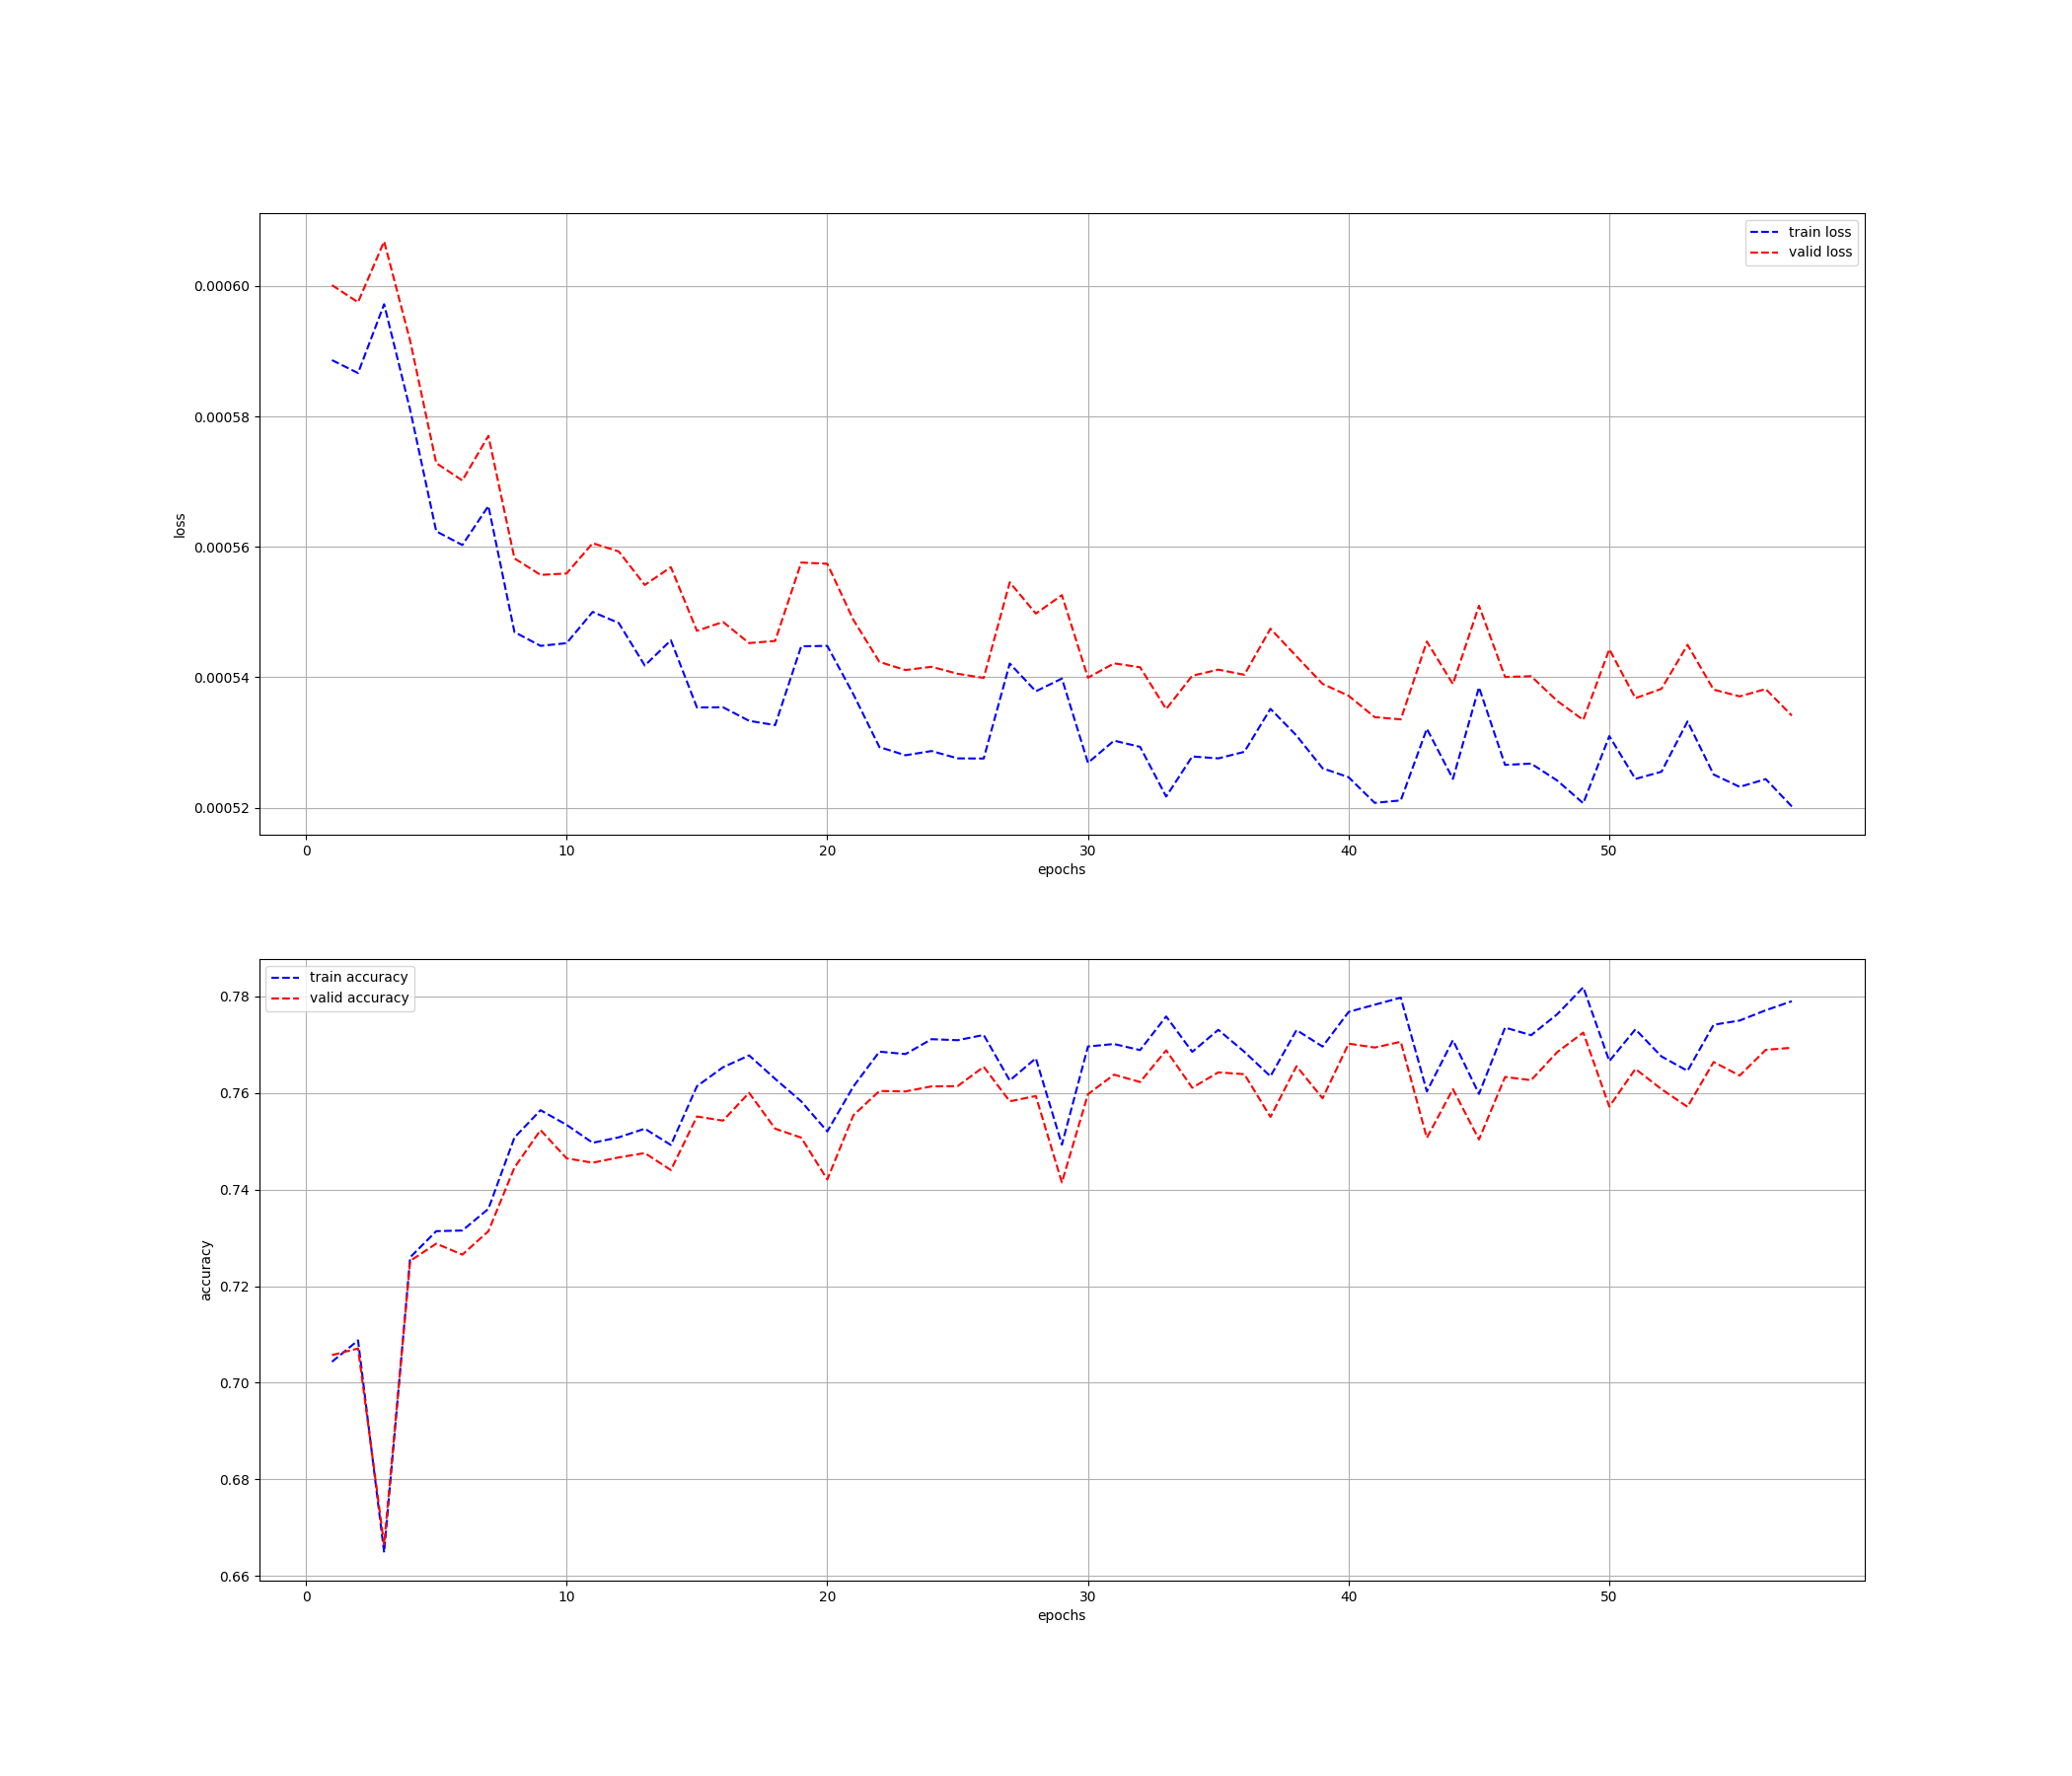 train loss
valid loss
0.00060
0.00058
0.00056
0.00054
0.00052
loss
0 10 20 30 40 50
epochs
train accuracy
valid accuracy
0.78
0.76
0.74
0.72
0.70
0.68
0.66
accuracy
0 10 20 30 40 50
epochs